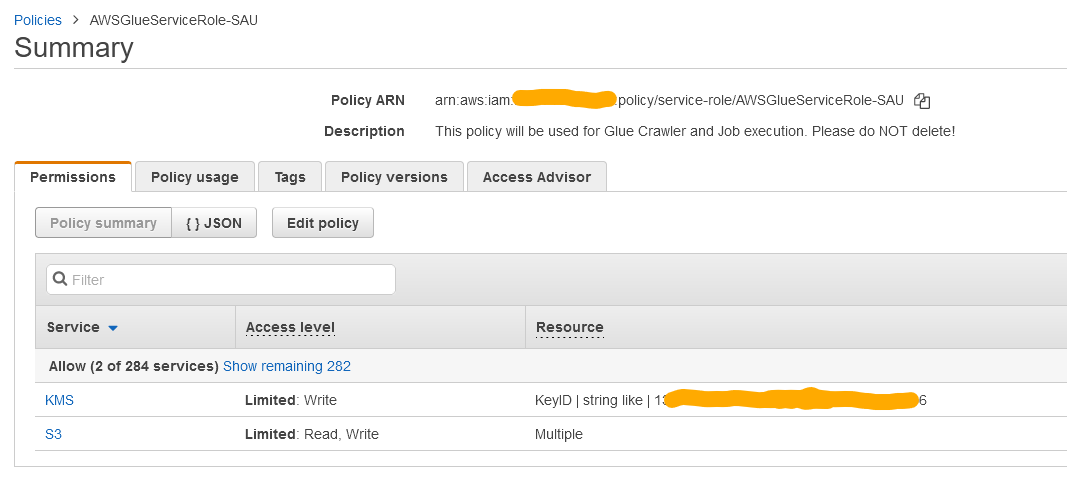 Policies > AWSGlueServiceRole-SAU
Summary
Policy ARN arn:aws:iam: :policy/service-role/AWSGlueServiceRole-SAU
Description This policy will be used for Glue Crawler and Job execution. Please do NOT delete!
Permissions Policy usage Tags Policy versions Access Advisor
Policy summary { } JSON Edit policy
Filter
Service Access level Resource
Allow (2 of 284 services) Show remaining 282
KMS Limited: Write KeyID | string like | 13 6
S3 Limited: Read, Write Multiple